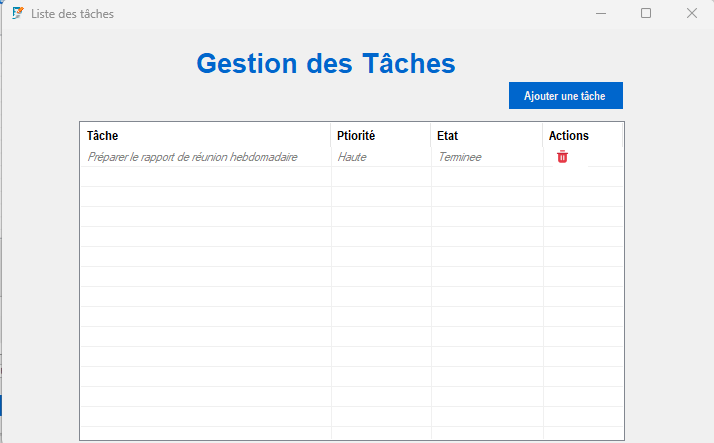 Liste des tâches
Gestion des Tâches
Ajouter une tâche
Tâche Ptiorité Etat Actions
Préparer le rapport de réunion hebdomadaire Haute Terminee